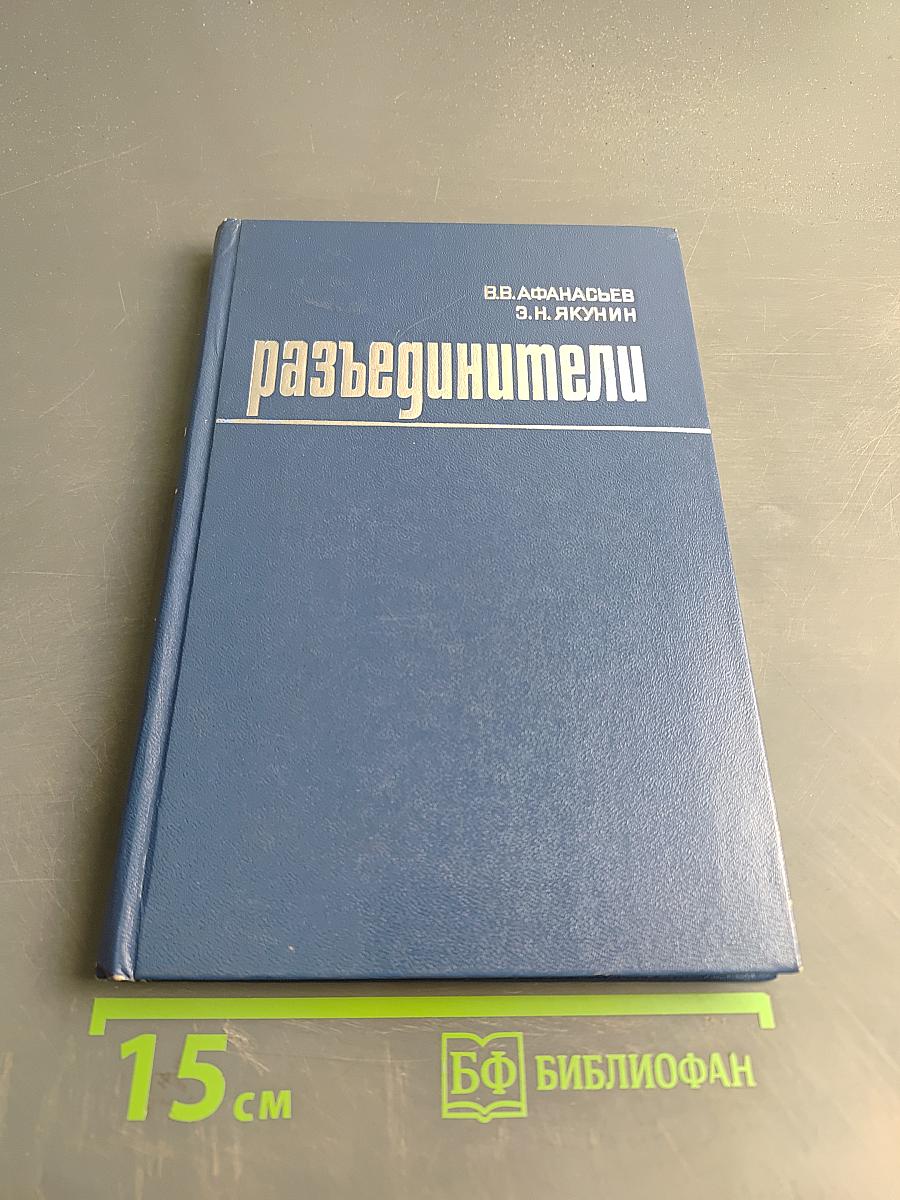 В.В. АФАНАСЬЕВ
Э.Н. ЯКУНИН
разъединители
15 см
БФ БИБЛИОФАН